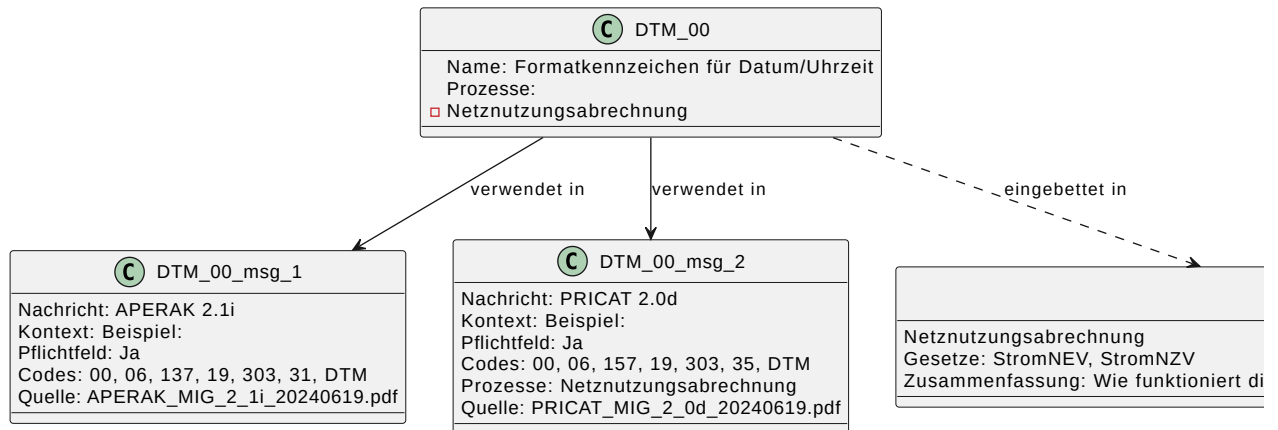 C DTM_00
Name: Formatkennzeichen für Datum/Uhrzeit
Prozesse:
Netznutzungsabrechnung
verwendet in
verwendet in
eingebettet in
C DTM_00_msg_1
Nachricht: APERAK 2.1i
Kontext: Beispiel:
Pflichtfeld: Ja
Codes: 00, 06, 137, 19, 303, 31, DTM
Quelle: APERAK_MIG_2_1i_20240619.pdf
C DTM_00_msg_2
Nachricht: PRICAT 2.0d
Kontext: Beispiel:
Pflichtfeld: Ja
Codes: 00, 06, 157, 19, 303, 35, DTM
Prozesse: Netznutzungsabrechnung
Quelle: PRICAT_MIG_2_0d_20240619.pdf
Netznutzungsabrechnung
Gesetze: StromNEV, StromNZV
Zusammenfassung: Wie funktioniert di